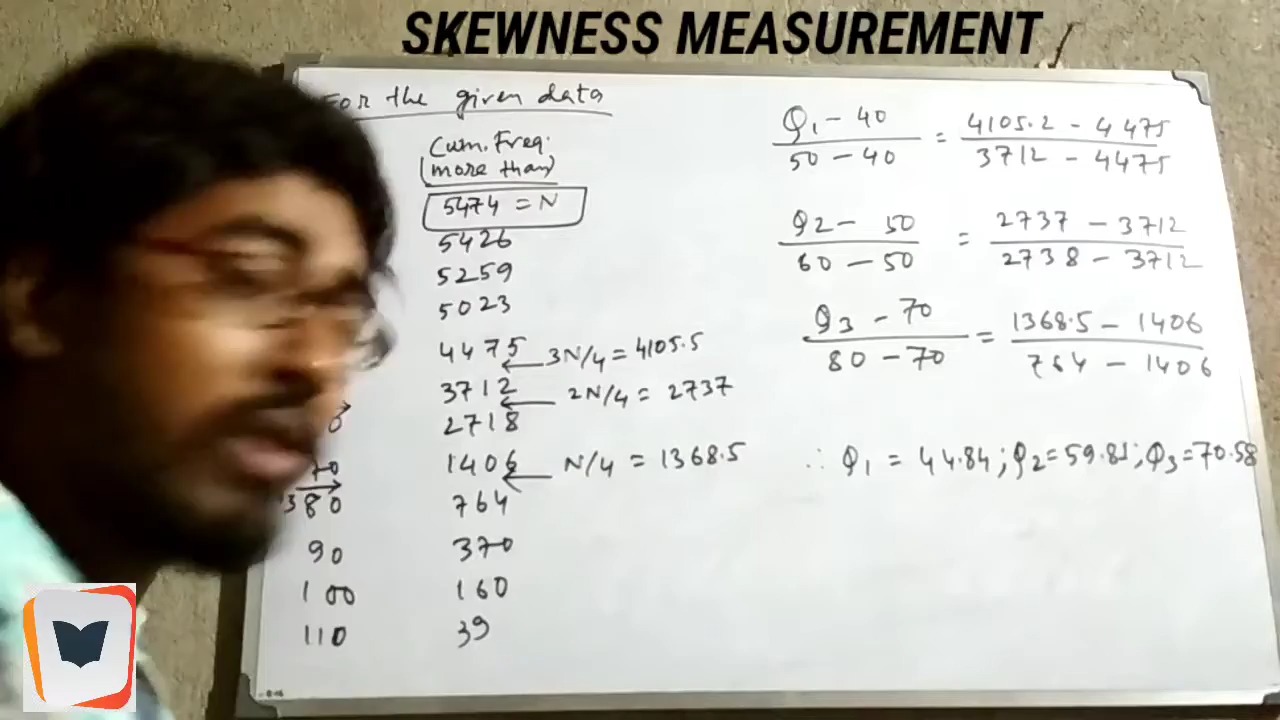 SKEWNESS MEASUREMENT
For the given data
Cum. Freq.
(more than)
5474 = N
5426
5259
5023
4475
3N/4 = 4105.5
3712
2N/4 = 2737
2718
1406
N/4 = 1368.5
70
80 764
90 370
100 160
110 39
Q1 - 40 / 50 - 40 = 4105.2 - 4475 / 3712 - 4475
Q2 - 50 / 60 - 50 = 2737 - 3712 / 2738 - 3712
Q3 - 70 / 80 - 70 = 1368.5 - 1406 / 764 - 1406
∴ Q1 = 44.84; Q2 = 59.81; Q3 = 70.58